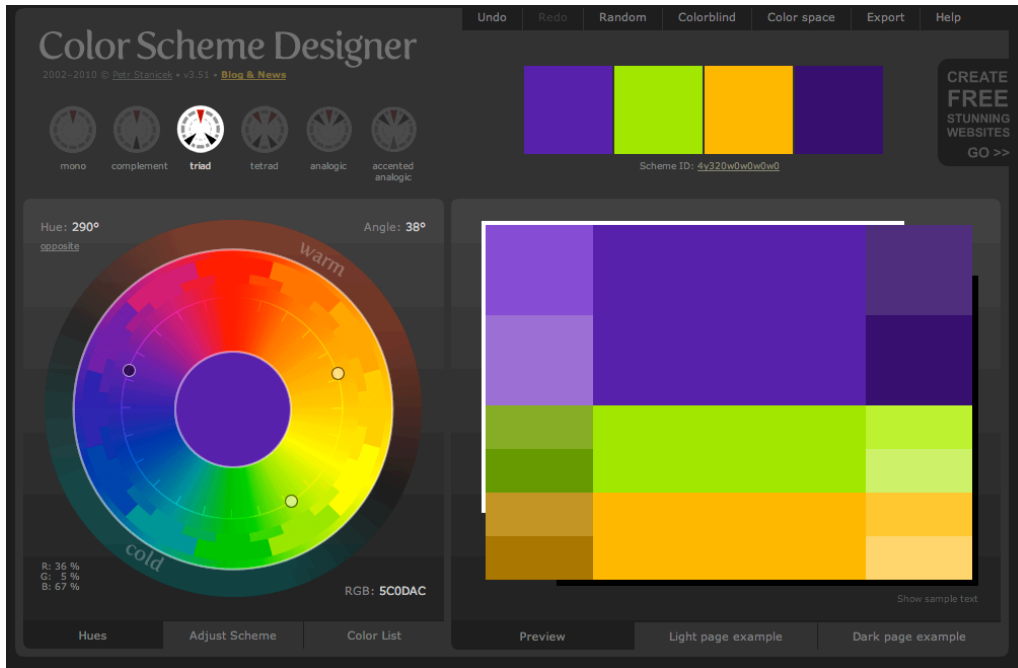 Undo Redo Random Colorblind Color space Export Help
Color Scheme Designer
2002-2010 © Petr Stanicek • v3.51 • Blog & News
CREATE
FREE
STUNNING
WEBSITES
GO >>
mono complement triad tetrad analogic accented
analogic
Scheme ID: 4y320w0w0w0w0
Hue: 290° Angle: 38°
opposite
warm
cold
R: 36 %
G: 5 %
B: 67 %
RGB: 5C0DAC
Show sample text
Hues Adjust Scheme Color List
Preview Light page example Dark page example